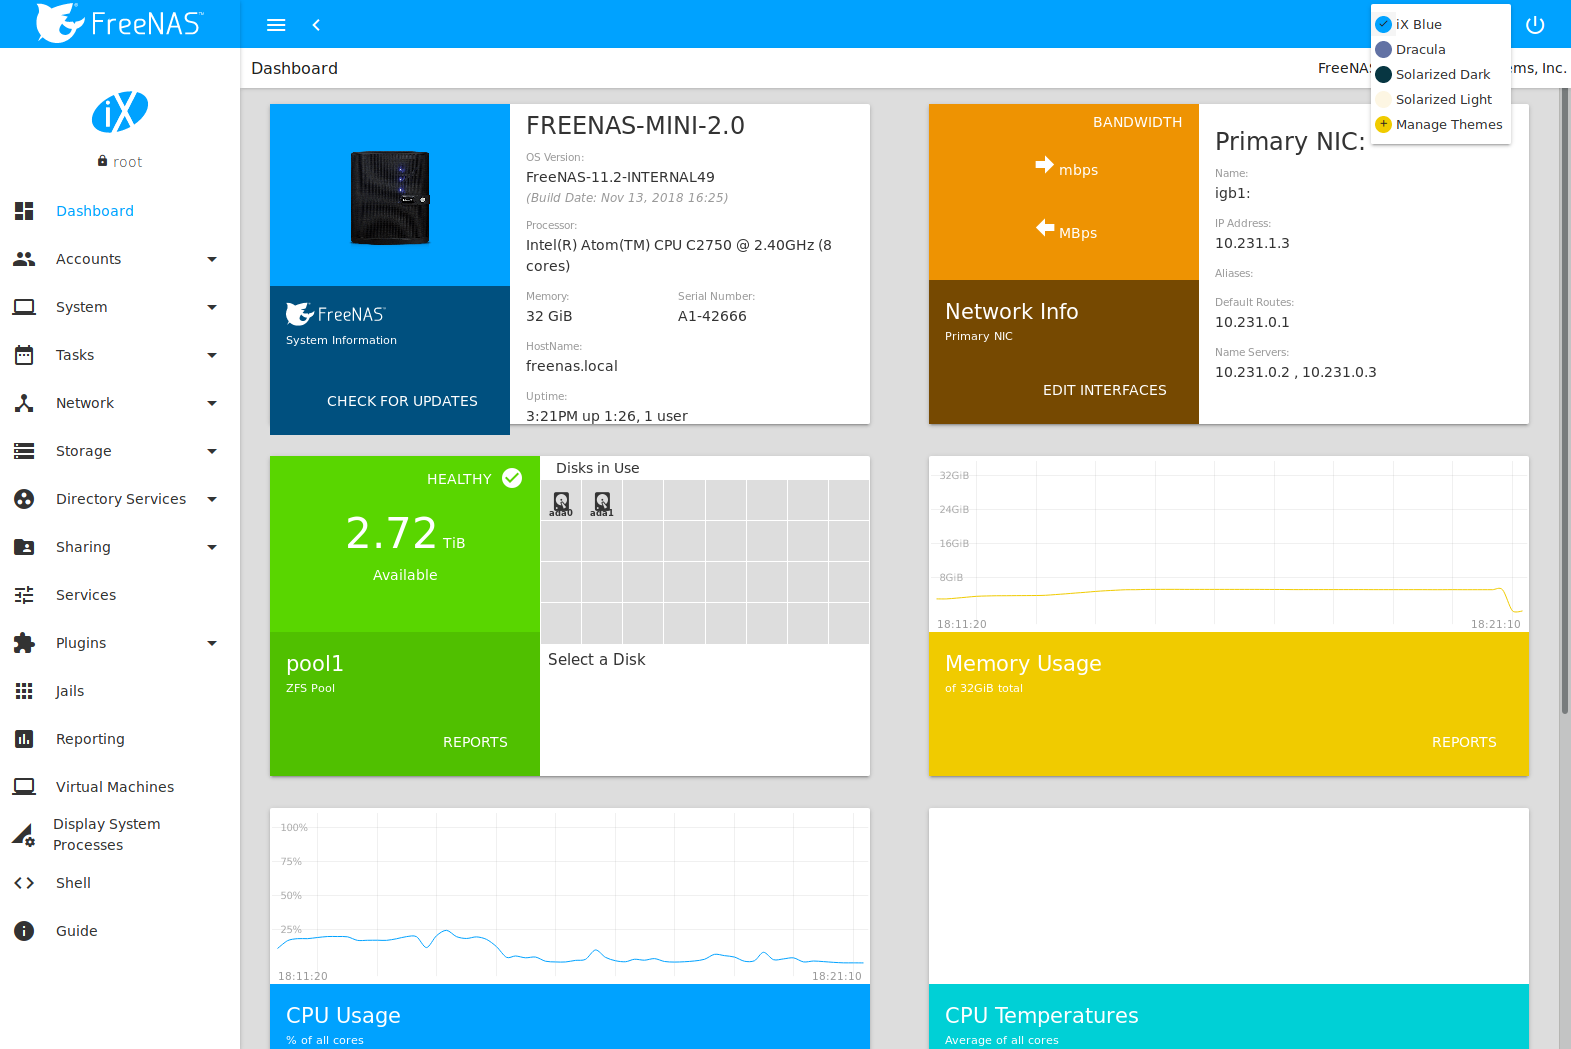 FreeNAS™
iX
root
Dashboard
Accounts
System
Tasks
Network
Storage
Directory Services
Sharing
Services
Plugins
Jails
Reporting
Virtual Machines
Display System
Processes
Shell
Guide
Dashboard
FreeNAS
ems, Inc.
iX Blue
Dracula
Solarized Dark
Solarized Light
Manage Themes
FreeNAS
System Information
CHECK FOR UPDATES
FREENAS-MINI-2.0
OS Version:
FreeNAS-11.2-INTERNAL49
(Build Date: Nov 13, 2018 16:25)
Processor:
Intel(R) Atom(TM) CPU C2750 @ 2.40GHz (8
cores)
Memory:
32 GiB
Serial Number:
A1-42666
HostName:
freenas.local
Uptime:
3:21PM up 1:26, 1 user
BANDWIDTH
mbps
MBps
Network Info
Primary NIC
EDIT INTERFACES
Primary NIC:
Name:
igb1:
IP Address:
10.231.1.3
Aliases:
Default Routes:
10.231.0.1
Name Servers:
10.231.0.2 , 10.231.0.3
HEALTHY
2.72 TiB
Available
pool1
ZFS Pool
REPORTS
Disks in Use
ada0
ada1
Select a Disk
32GiB
24GiB
16GiB
8GiB
18:11:20
18:21:10
Memory Usage
of 32GiB total
REPORTS
100%
75%
50%
25%
18:11:20
18:21:10
CPU Usage
% of all cores
CPU Temperatures
Average of all cores